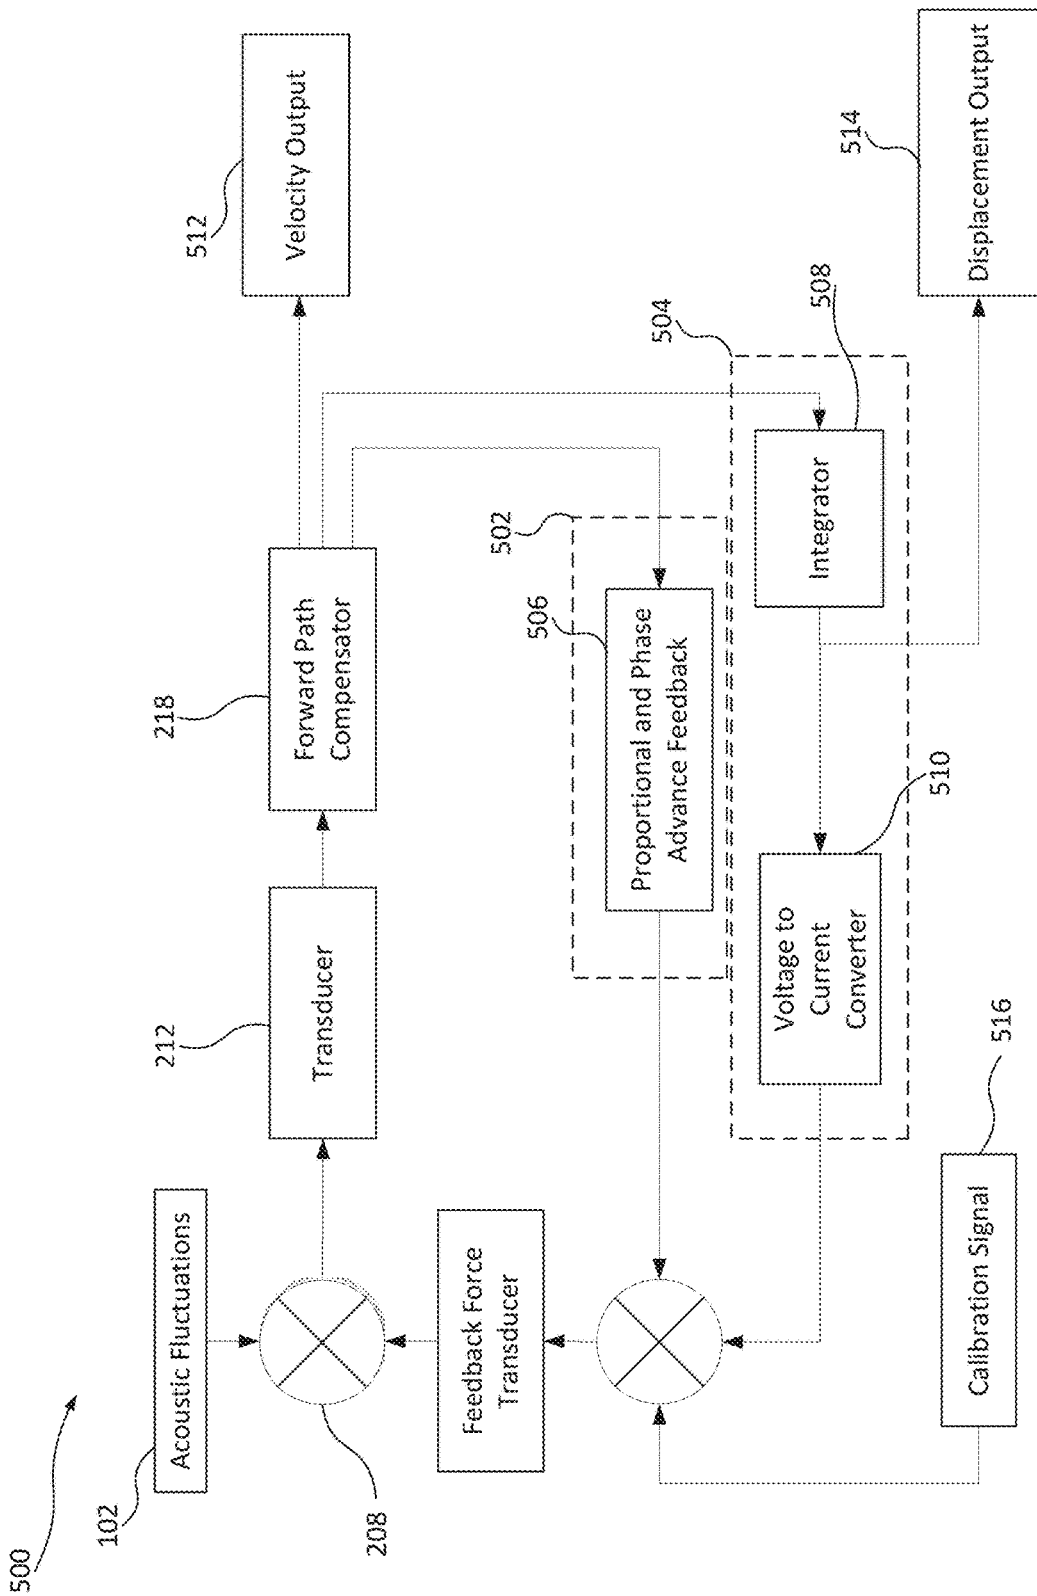 500
102
Acoustic Fluctuations
208
212
Transducer
218
Forward Path
Compensator
512
Velocity Output
Feedback Force
Transducer
502
506
Proportional and Phase
Advance Feedback
504
508
Integrator
510
Voltage to
Current
Converter
514
Displacement Output
516
Calibration Signal